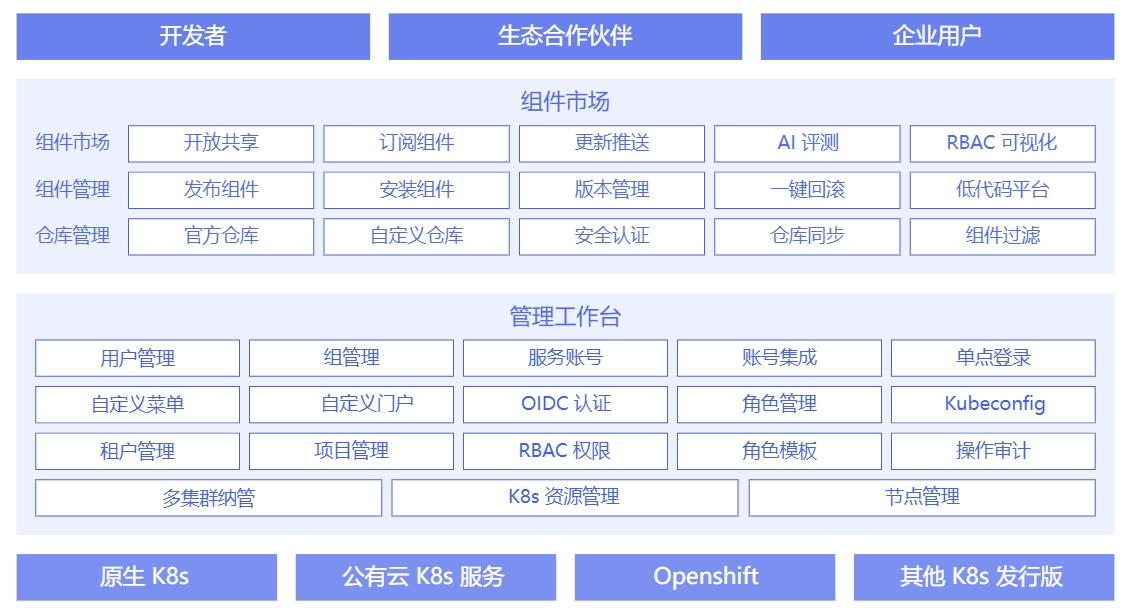 开发者 生态合作伙伴 企业用户
组件市场
组件市场 开放共享 订阅组件 更新推送 AI 评测 RBAC 可视化
组件管理 发布组件 安装组件 版本管理 一键回滚 低代码平台
仓库管理 官方仓库 自定义仓库 安全认证 仓库同步 组件过滤
管理工作台
用户管理 组管理 服务账号 账号集成 单点登录
自定义菜单 自定义门户 OIDC 认证 角色管理 Kubeconfig
租户管理 项目管理 RBAC 权限 角色模板 操作审计
多集群纳管 K8s 资源管理 节点管理
原生 K8s 公有云 K8s 服务 Openshift 其他 K8s 发行版